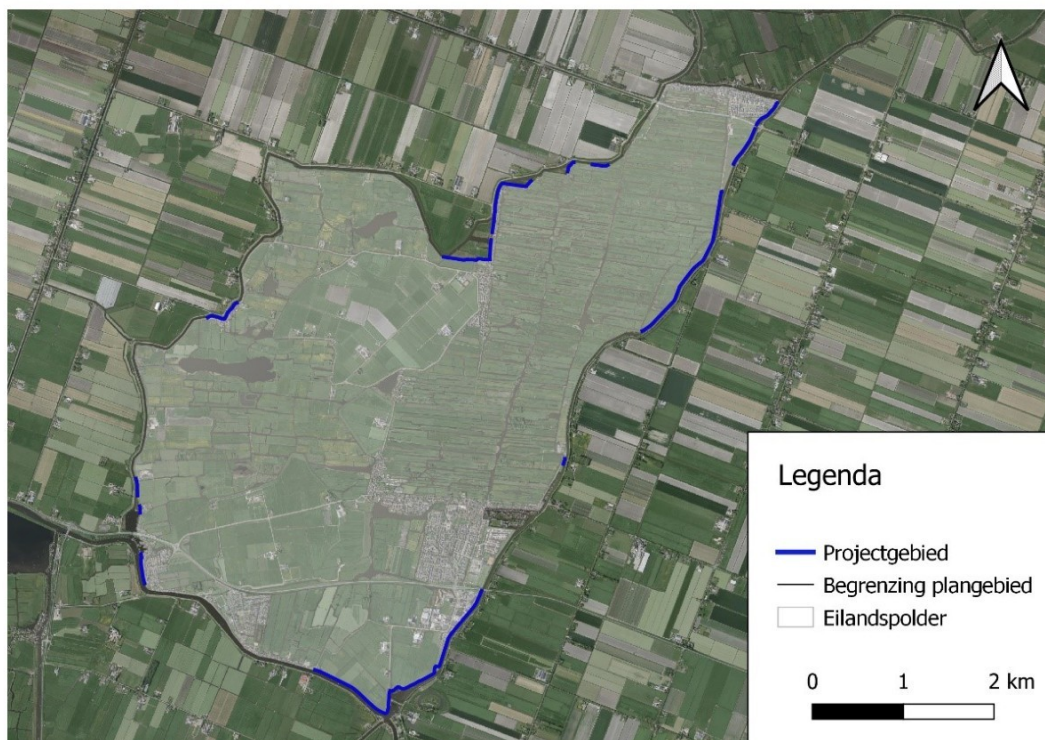 Legenda
Projectgebied
Begrenzing plangebied
Eilandspolder
0 1 2 km